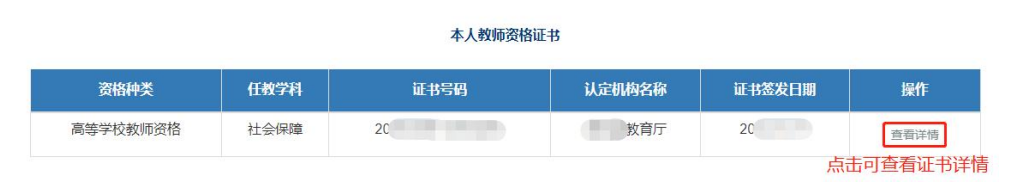 本人教师资格证书
资格种类 任教学科 证书号码 认定机构名称 证书签发日期 操作
高等学校教师资格 社会保障 20 教育厅 20 查看详情
点击可查看证书详情